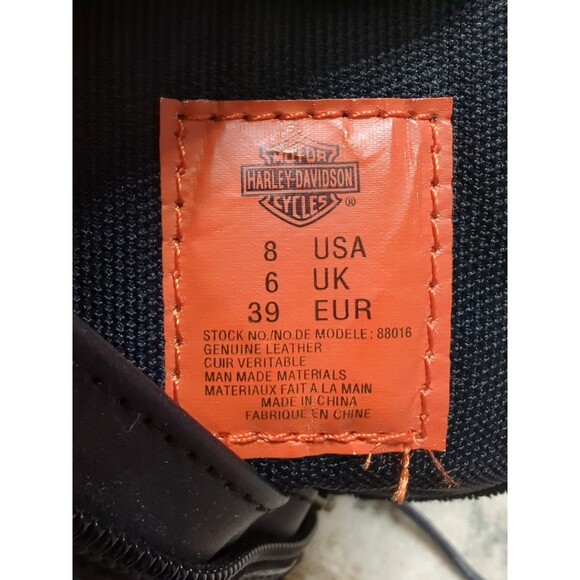 MOTOR
HARLEY-DAVIDSON
CYCLES ®
8 USA
6 UK
39 EUR
STOCK NO./NO.DE MODELE: 88016
GENUINE LEATHER
CUIR VERITABLE
MAN MADE MATERIALS
MATERIAUX FAIT A LA MAIN
MADE IN CHINA
FABRIQUE EN CHINE